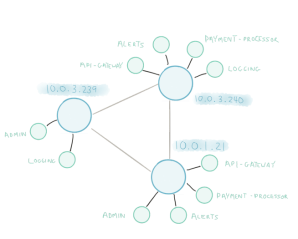 ALERTS
PAYMENT-PROCESSOR
API-GATEWAY
LOGGING
10.0.3.239
10.0.3.240
ADMIN
LOGGING
10.0.1.21
API-GATEWAY
PAYMENT-PROCESSOR
ADMIN
ALERTS